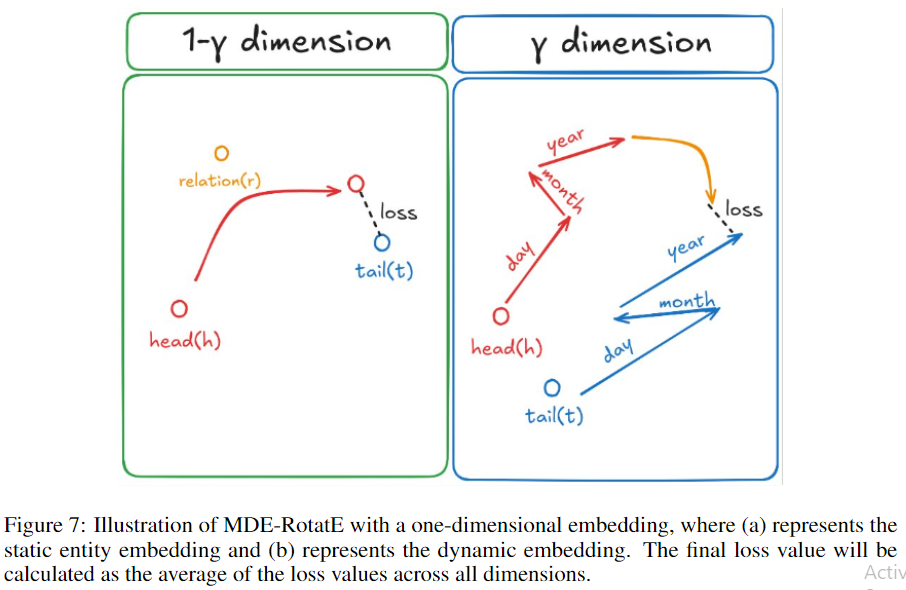 1-γ dimension
γ dimension
relation(r)
loss
tail(t)
head(h)
year
month
day
head(h)
loss
year
month
day
tail(t)
Figure 7: Illustration of MDE-RotatE with a one-dimensional embedding, where (a) represents the
static entity embedding and (b) represents the dynamic embedding. The final loss value will be
calculated as the average of the loss values across all dimensions.
Activ